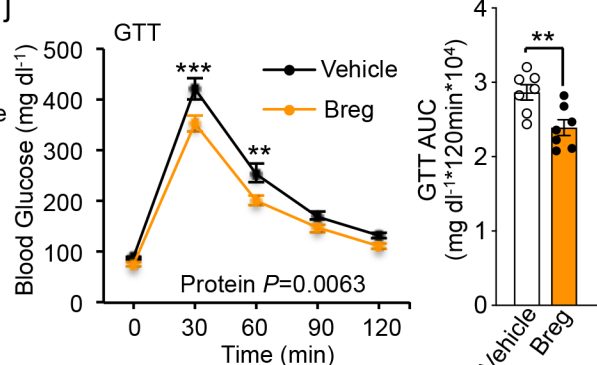 J
GTT
Blood Glucose (mg dl⁻¹)
500
400
300
200
100
0
***
**
Vehicle
Breg
Protein P=0.0063
0 30 60 90 120
Time (min)
GTT AUC
(mg dl⁻¹*120min*10⁴)
4
3
2
1
0
**
Vehicle
Breg